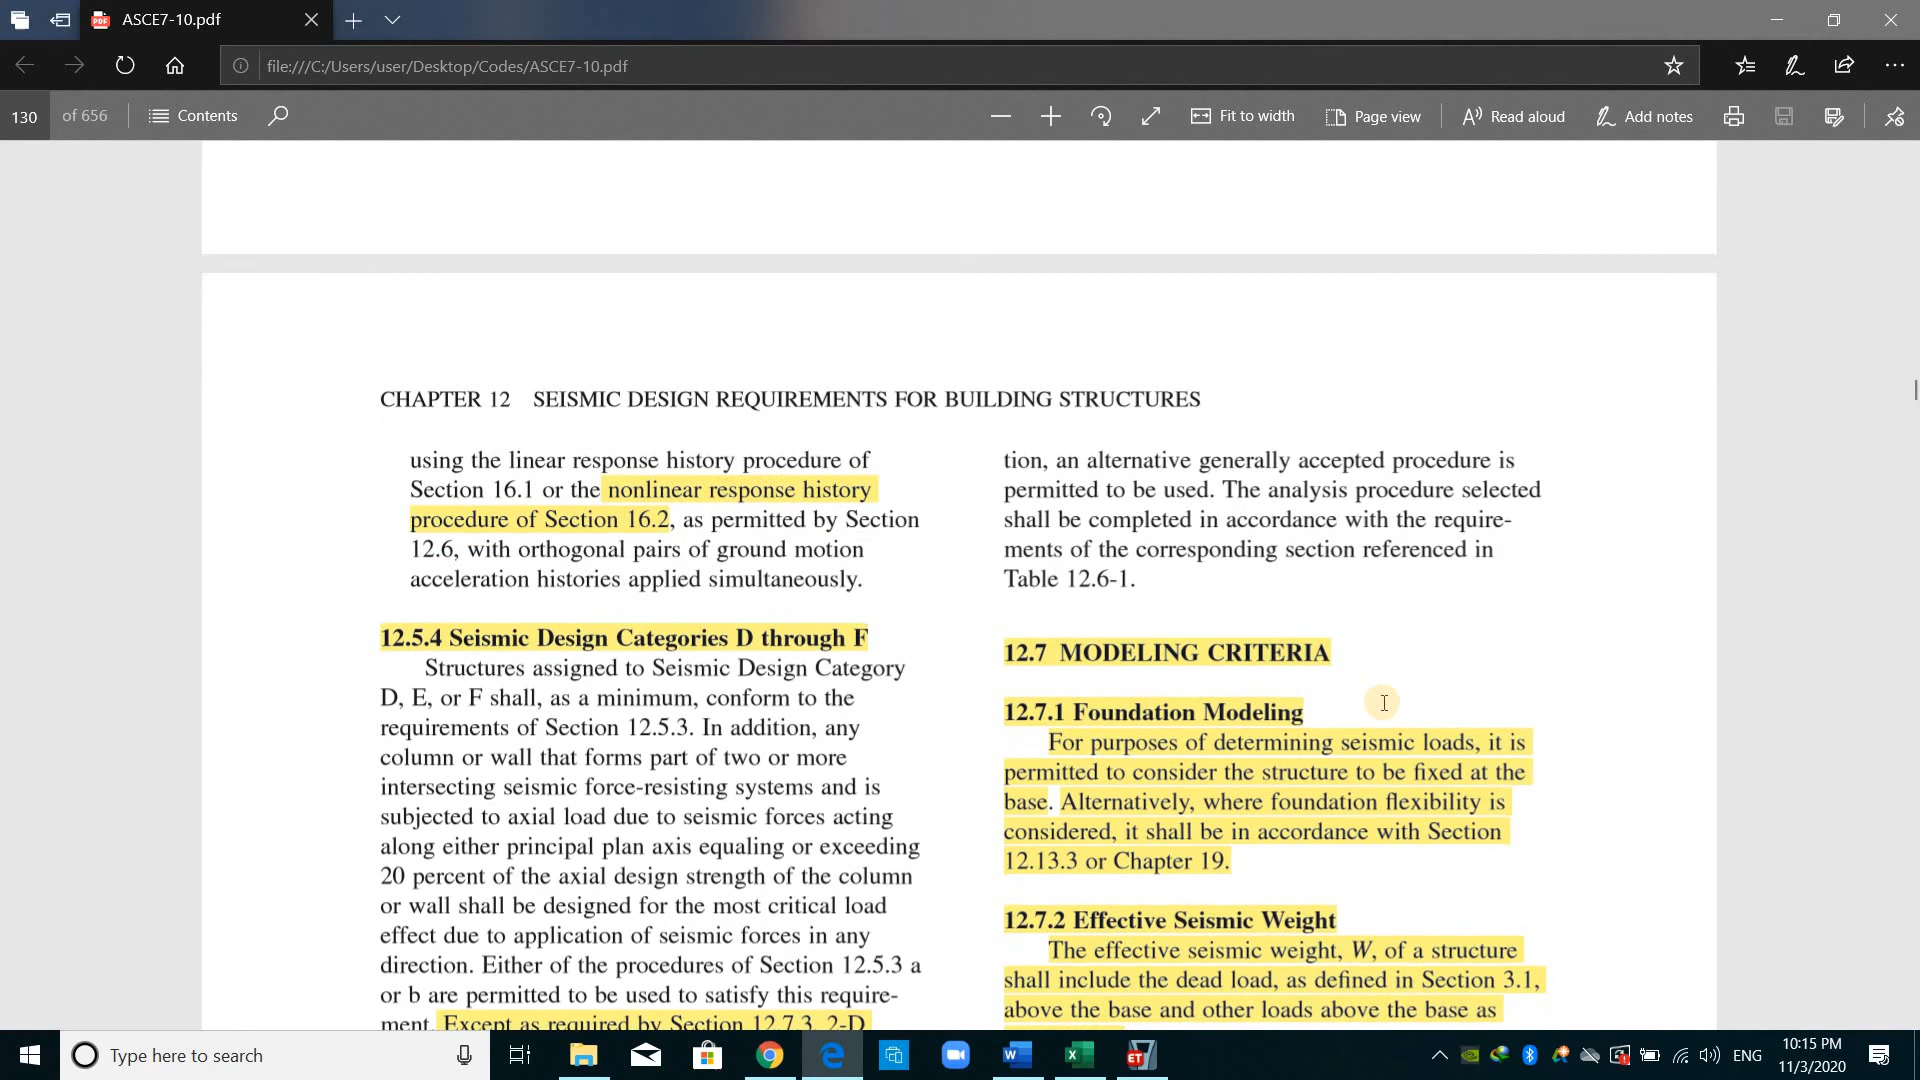 ASCE7-10.pdf
file:///C:/Users/user/Desktop/Codes/ASCE7-10.pdf
130 of 656 Contents Fit to width Page view Read aloud Add notes
CHAPTER 12 SEISMIC DESIGN REQUIREMENTS FOR BUILDING STRUCTURES
using the linear response history procedure of
Section 16.1 or the nonlinear response history
procedure of Section 16.2, as permitted by Section
12.6, with orthogonal pairs of ground motion
acceleration histories applied simultaneously.
12.5.4 Seismic Design Categories D through F
Structures assigned to Seismic Design Category
D, E, or F shall, as a minimum, conform to the
requirements of Section 12.5.3. In addition, any
column or wall that forms part of two or more
intersecting seismic force-resisting systems and is
subjected to axial load due to seismic forces acting
along either principal plan axis equaling or exceeding
20 percent of the axial design strength of the column
or wall shall be designed for the most critical load
effect due to application of seismic forces in any
direction. Either of the procedures of Section 12.5.3 a
or b are permitted to be used to satisfy this require-
ment. Except as required by Section 12.7.3, 2-D
tion, an alternative generally accepted procedure is
permitted to be used. The analysis procedure selected
shall be completed in accordance with the require-
ments of the corresponding section referenced in
Table 12.6-1.
12.7 MODELING CRITERIA
12.7.1 Foundation Modeling
For purposes of determining seismic loads, it is
permitted to consider the structure to be fixed at the
base. Alternatively, where foundation flexibility is
considered, it shall be in accordance with Section
12.13.3 or Chapter 19.
12.7.2 Effective Seismic Weight
The effective seismic weight, W, of a structure
shall include the dead load, as defined in Section 3.1,
above the base and other loads above the base as
Type here to search
ENG
10:15 PM
11/3/2020